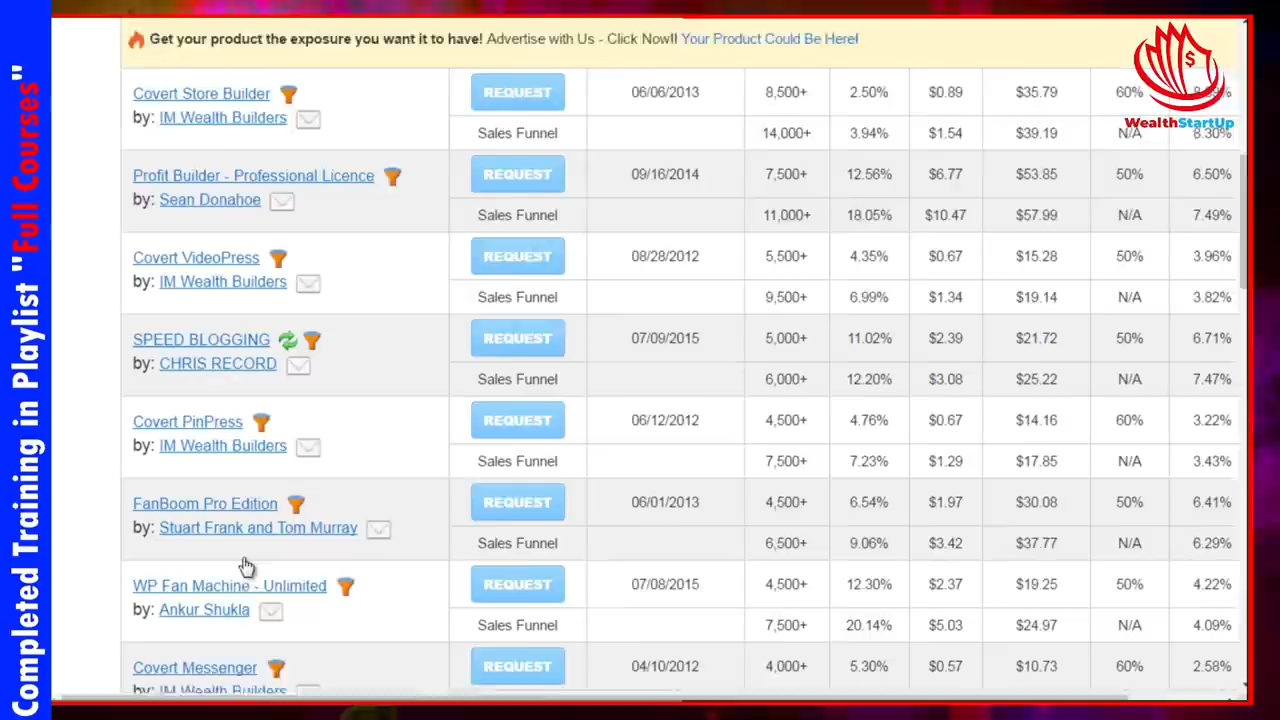 Completed Training in Playlist "Full Courses"
Get your product the exposure you want it to have! Advertise with Us - Click Now!! Your Product Could Be Here!
WealthStartUp
Covert Store Builder REQUEST 06/06/2013 8,500+ 2.50% $0.89 $35.79 60%
by: IM Wealth Builders Sales Funnel 14,000+ 3.94% $1.54 $39.19 N/A 8.30%
Profit Builder - Professional Licence REQUEST 09/16/2014 7,500+ 12.56% $6.77 $53.85 50% 6.50%
by: Sean Donahoe Sales Funnel 11,000+ 18.05% $10.47 $57.99 N/A 7.49%
Covert VideoPress REQUEST 08/28/2012 5,500+ 4.35% $0.67 $15.28 50% 3.96%
by: IM Wealth Builders Sales Funnel 9,500+ 6.99% $1.34 $19.14 N/A 3.82%
SPEED BLOGGING REQUEST 07/09/2015 5,000+ 11.02% $2.39 $21.72 50% 6.71%
by: CHRIS RECORD Sales Funnel 6,000+ 12.20% $3.08 $25.22 N/A 7.47%
Covert PinPress REQUEST 06/12/2012 4,500+ 4.76% $0.67 $14.16 60% 3.22%
by: IM Wealth Builders Sales Funnel 7,500+ 7.23% $1.29 $17.85 N/A 3.43%
FanBoom Pro Edition REQUEST 06/01/2013 4,500+ 6.54% $1.97 $30.08 50% 6.41%
by: Stuart Frank and Tom Murray Sales Funnel 6,500+ 9.06% $3.42 $37.77 N/A 6.29%
WP Fan Machine - Unlimited REQUEST 07/08/2015 4,500+ 12.30% $2.37 $19.25 50% 4.22%
by: Ankur Shukla Sales Funnel 7,500+ 20.14% $5.03 $24.97 N/A 4.09%
Covert Messenger REQUEST 04/10/2012 4,000+ 5.30% $0.57 $10.73 60% 2.58%
by: IM Wealth Builders